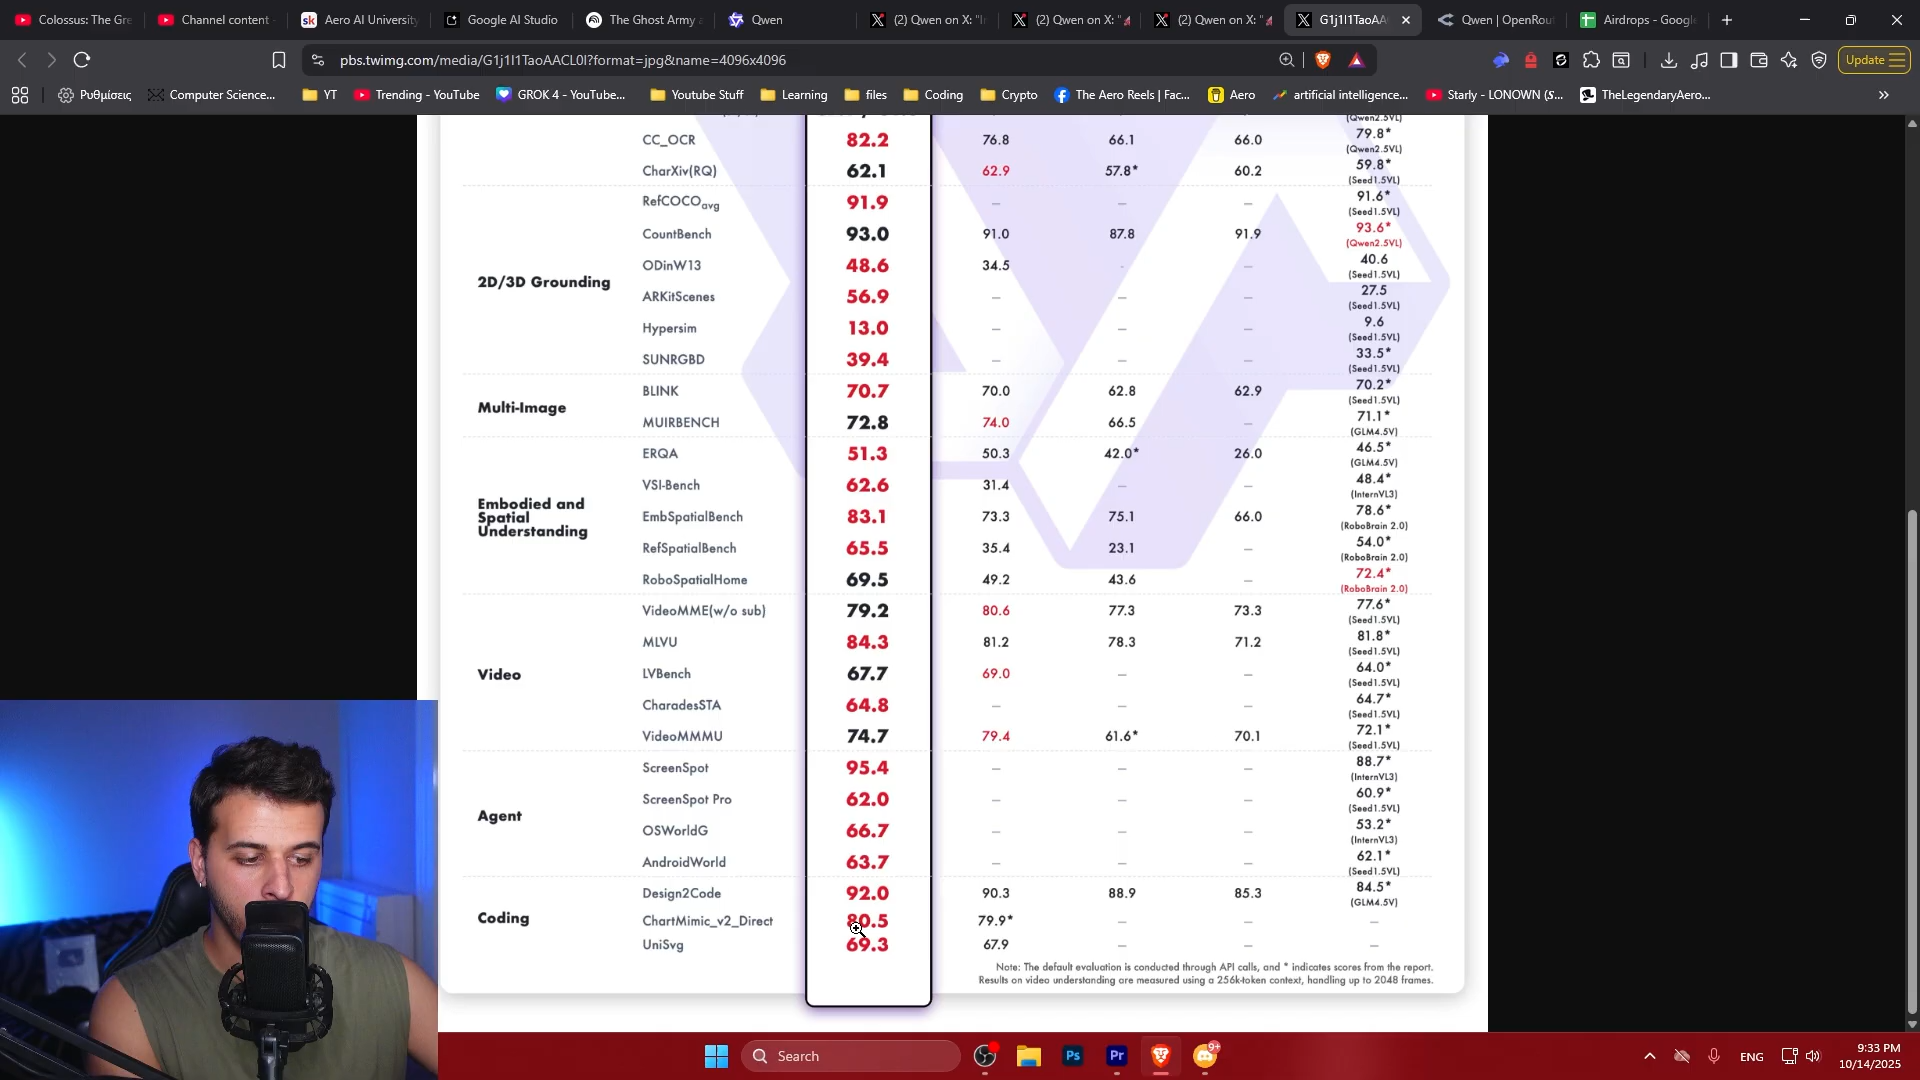 Colossus: The Gre
Channel content
Aero AI University
Google AI Studio
The Ghost Army a
Qwen
(2) Qwen on X: "In
(2) Qwen on X: "
(2) Qwen on X: "
G1j1I1TaoAA
Qwen | OpenRout
Airdrops - Google
pbs.twimg.com/media/G1j1I1TaoAACL0I?format=jpg&name=4096x4096
Update
Ρυθμίσεις
Computer Science...
YT
Trending - YouTube
GROK 4 - YouTube...
Youtube Stuff
Learning
files
Coding
Crypto
The Aero Reels | Fac...
Aero
artificial intelligence...
Starly - LONOWN (S...
TheLegendaryAero...
(Qwen2.5VL)
CC_OCR 82.2 76.8 66.1 66.0 79.8* (Qwen2.5VL)
CharXiv(RQ) 62.1 62.9 57.8* 60.2 59.8* (Seed1.5VL)
2D/3D Grounding
RefCOCOavg 91.9 – – – 91.6* (Seed1.5VL)
CountBench 93.0 91.0 87.8 91.9 93.6* (Qwen2.5VL)
ODinW13 48.6 34.5 - – 40.6 (Seed1.5VL)
ARKitScenes 56.9 – – – 27.5 (Seed1.5VL)
Hypersim 13.0 – – – 9.6 (Seed1.5VL)
SUNRGBD 39.4 – – – 33.5* (Seed1.5VL)
Multi-Image
BLINK 70.7 70.0 62.8 62.9 70.2* (Seed1.5VL)
MUIRBENCH 72.8 74.0 66.5 – 71.1* (GLM4.5V)
Embodied and
Spatial
Understanding
ERQA 51.3 50.3 42.0* 26.0 46.5* (GLM4.5V)
VSI-Bench 62.6 31.4 – – 48.4* (InternVL3)
EmbSpatialBench 83.1 73.3 75.1 66.0 78.6* (RoboBrain 2.0)
RefSpatialBench 65.5 35.4 23.1 – 54.0* (RoboBrain 2.0)
RoboSpatialHome 69.5 49.2 43.6 – 72.4* (RoboBrain 2.0)
Video
VideoMME(w/o sub) 79.2 80.6 77.3 73.3 77.6* (Seed1.5VL)
MLVU 84.3 81.2 78.3 71.2 81.8* (Seed1.5VL)
LVBench 67.7 69.0 – – 64.0* (Seed1.5VL)
CharadesSTA 64.8 – – – 64.7* (Seed1.5VL)
VideoMMMU 74.7 79.4 61.6* 70.1 72.1* (Seed1.5VL)
Agent
ScreenSpot 95.4 – – – 88.7* (InternVL3)
ScreenSpot Pro 62.0 – – – 60.9* (Seed1.5VL)
OSWorldG 66.7 – – – 53.2* (InternVL3)
AndroidWorld 63.7 – – – 62.1* (Seed1.5VL)
Coding
Design2Code 92.0 90.3 88.9 85.3 84.5* (GLM4.5V)
ChartMimic_v2_Direct 80.5 79.9* – – –
UniSvg 69.3 67.9 – – –
Note: The default evaluation is conducted through API calls, and * indicates scores from the report.
Results on video understanding are measured using a 256k-token context, handling up to 2048 frames.
Search
9+
ENG
9:33 PM
10/14/2025